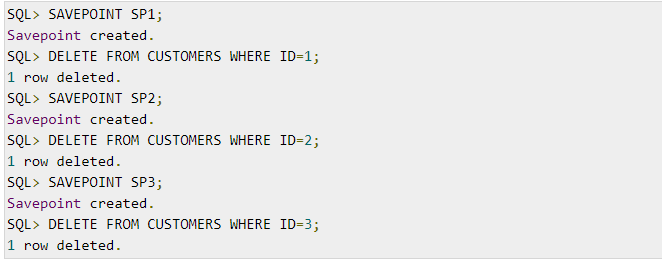 SQL> SAVEPOINT SP1;
Savepoint created.
SQL> DELETE FROM CUSTOMERS WHERE ID=1;
1 row deleted.
SQL> SAVEPOINT SP2;
Savepoint created.
SQL> DELETE FROM CUSTOMERS WHERE ID=2;
1 row deleted.
SQL> SAVEPOINT SP3;
Savepoint created.
SQL> DELETE FROM CUSTOMERS WHERE ID=3;
1 row deleted.